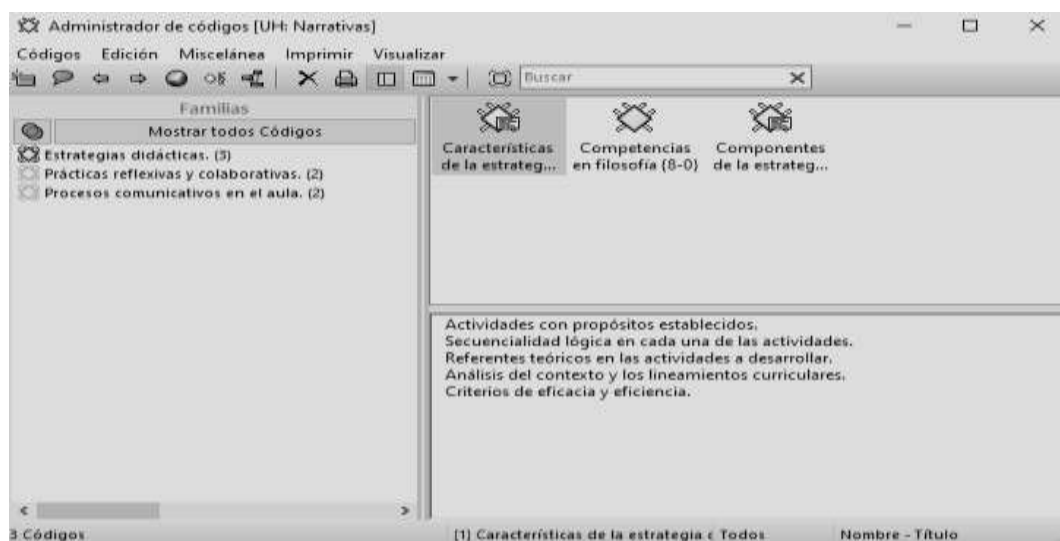 Administrador de códigos [UH: Narrativas]
Códigos Edición Miscelánea Imprimir Visualizar
Buscar
Familias
Mostrar todos Códigos
Estrategias didácticas. (3)
Prácticas reflexivas y colaborativas. (2)
Procesos comunicativos en el aula. (2)
Características
de la estrateg...
Competencias
en filosofía (8-0)
Componentes
de la estrateg...
Actividades con propósitos establecidos.
Secuencialidad lógica en cada una de las actividades.
Referentes teóricos en las actividades a desarrollar.
Análisis del contexto y los lineamientos curriculares.
Criterios de eficacia y eficiencia.
3 Códigos
[1] Características de la estrategia Todos Nombre - Título